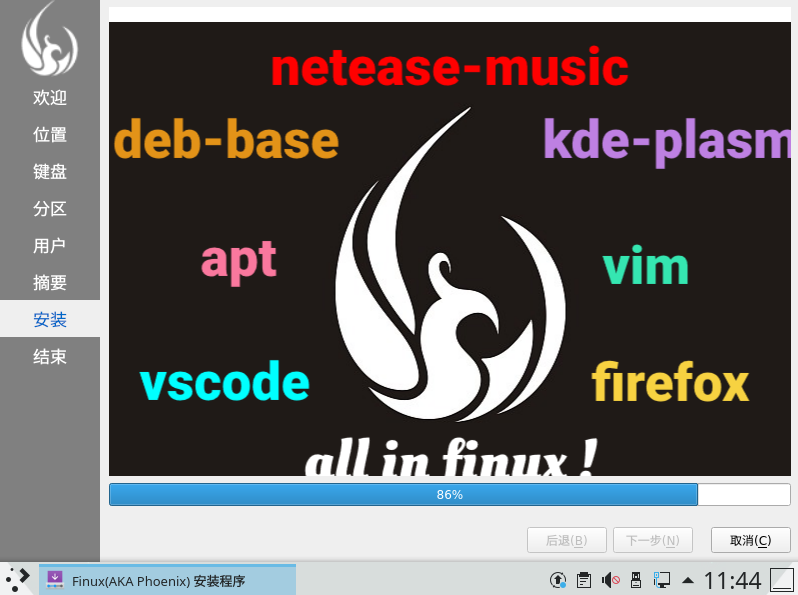 欢迎
位置
键盘
分区
用户
摘要
安装
结束
netease-music
deb-base
kde-plasm
apt
vim
vscode
firefox
all in finux !
86%
后退(B)
下一步(N)
取消(C)
Finux(AKA Phoenix) 安装程序
11:44